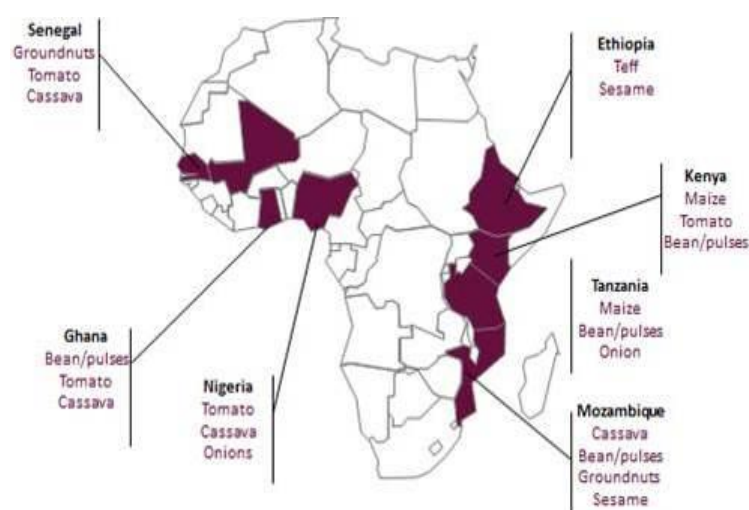 Senegal
Groundnuts
Tomato
Cassava
Ethiopia
Teff
Sesame
Kenya
Maize
Tomato
Bean/pulses
Tanzania
Maize
Bean/pulses
Onion
Ghana
Bean/pulses
Tomato
Cassava
Nigeria
Tomato
Cassava
Onions
Mozambique
Cassava
Bean/pulses
Groundnuts
Sesame